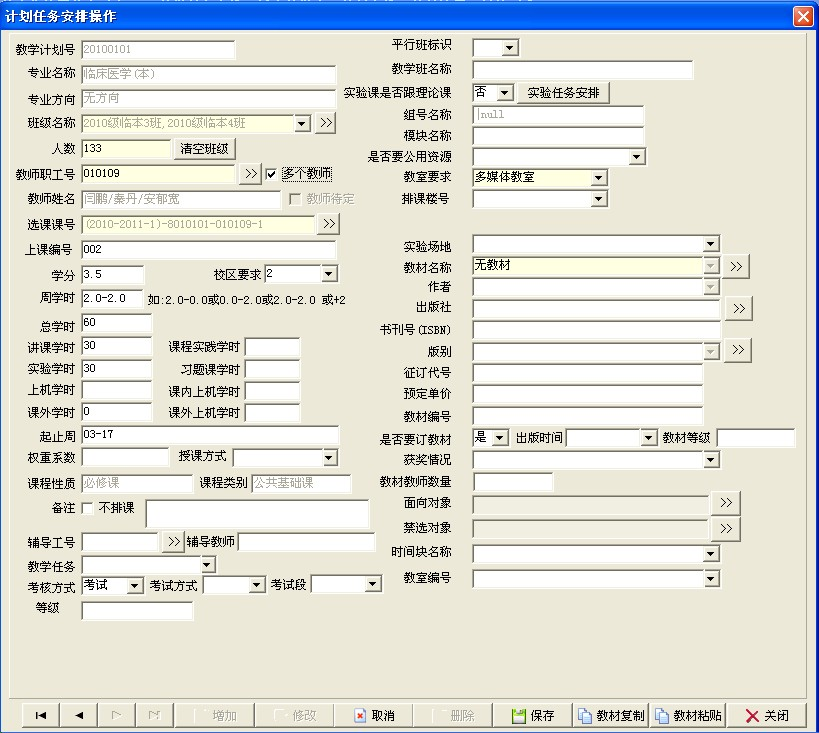 计划任务安排操作
教学计划号 20100101
专业名称 临床医学(本)
专业方向 无方向
班级名称 2010级临本3班,2010级临本4班 >>
人数 133 清空班级
教师职工号 010109 >> 多个教师
教师姓名 闫鹏/秦丹/安郁宽 教师待定
选课课号 (2010-2011-1)-8010101-010109-1 >>
上课编号 002
学分 3.5 校区要求 2
周学时 2.0-2.0 如:2.0-0.0或0.0-2.0或2.0-2.0 或+2
总学时 60
讲课学时 30 课程实践学时
实验学时 30 习题课学时
上机学时 课内上机学时
课外学时 0 课外上机学时
起止周 03-17
权重系数 授课方式
课程性质 必修课 课程类别 公共基础课
备注 不排课
辅导工号 >> 辅导教师
教学任务
考核方式 考试 考试方式 考试段
等级
平行班标识
教学班名称
实验课是否跟理论课 否 实验任务安排
组号名称 null
模块名称
是否要公用资源
教室要求 多媒体教室
排课楼号
实验场地
教材名称 无教材 >>
作者
出版社 >>
书刊号(ISBN)
版别 >>
征订代号
预定单价
教材编号
是否要订教材 是 出版时间 教材等级
获奖情况
教材教师数量
面向对象 >>
禁选对象 >>
时间块名称
教室编号
增加 修改 取消 删除 保存 教材复制 教材粘贴 关闭